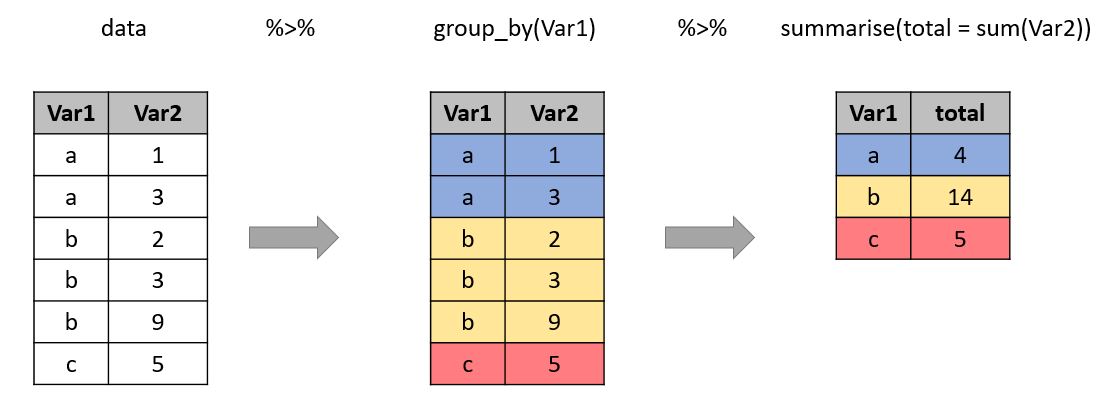 data %>% group_by(Var1) %>% summarise(total = sum(Var2))
Var1 Var2
a 1
a 3
b 2
b 3
b 9
c 5
Var1 Var2
a 1
a 3
b 2
b 3
b 9
c 5
Var1 total
a 4
b 14
c 5